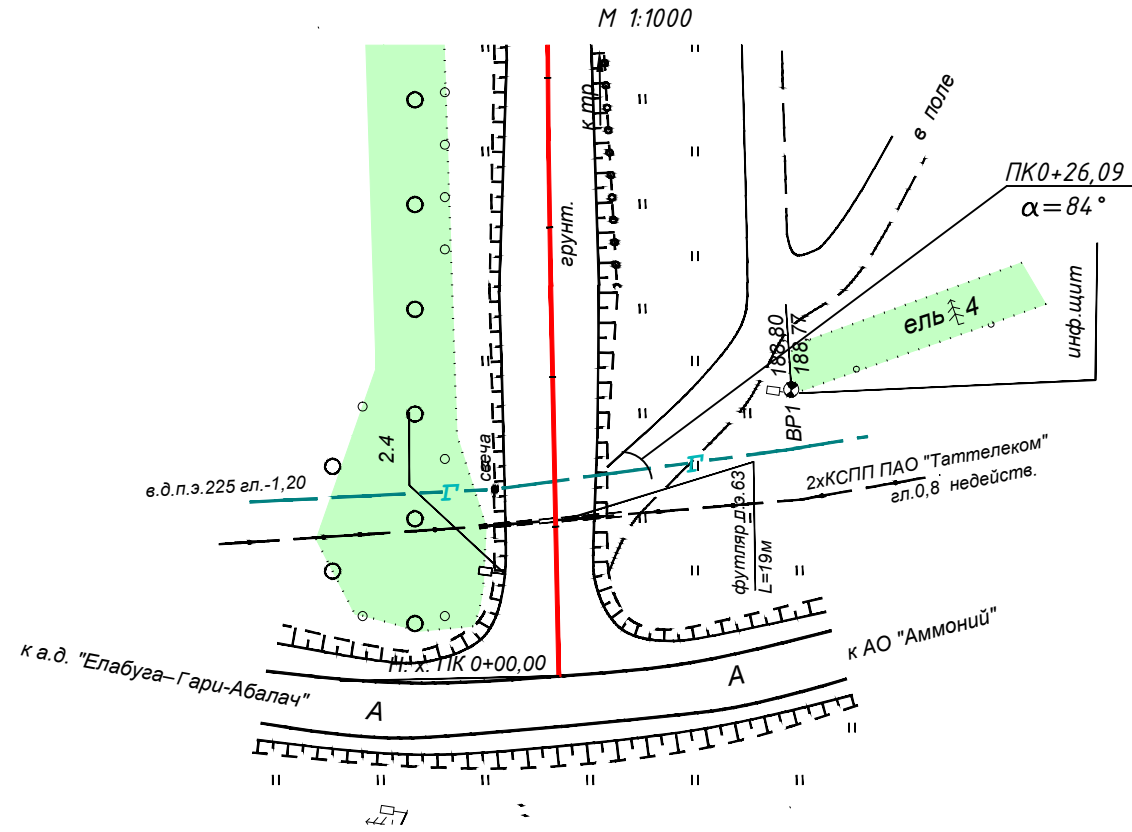 М 1:1000
к тр.
в поле
ПК0+26,09
α=84°
грунт.
188,80
188,77
ель 4
инф.щит
ВР1
2.4
свеча
в.д.п.э.225 гл.-1,20
Г
Г
2хКСПП ПАО "Таттелеком"
гл.0,8 недейств.
футляр д.э.63
L=19м
Н. х. ПК 0+00,00
к а.д. "Елабуга–Гари-Абалач"
к АО "Аммоний"
А
А